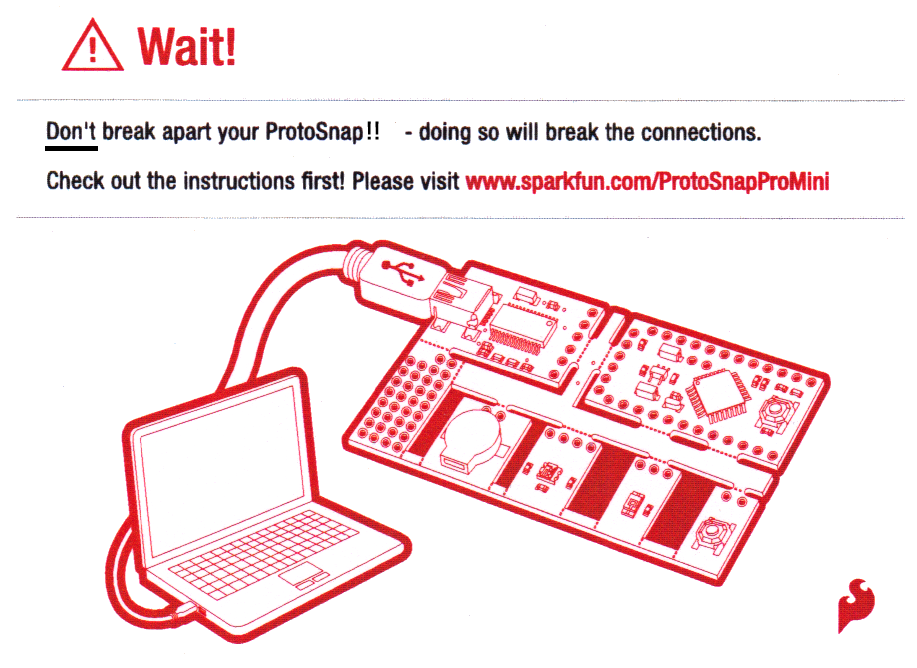 Wait!
Don't break apart your ProtoSnap!! - doing so will break the connections.
Check out the instructions first! Please visit www.sparkfun.com/ProtoSnapProMini